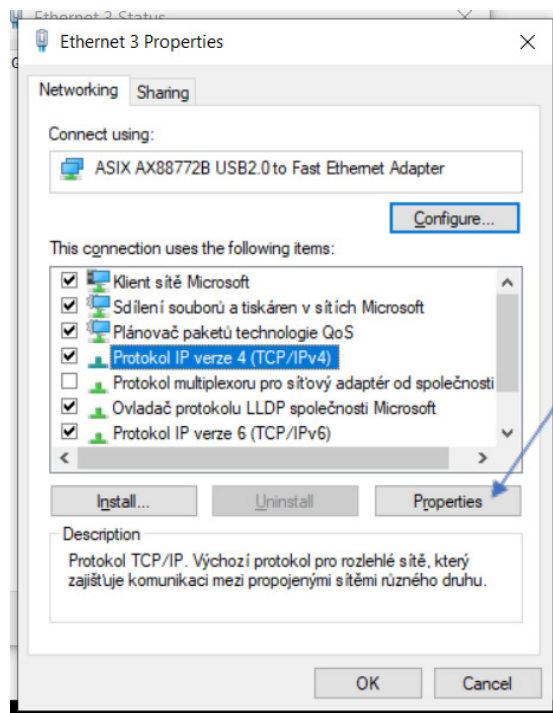 Ethernet 3 Status
Ethernet 3 Properties
Networking Sharing
Connect using:
ASIX AX88772B USB2.0 to Fast Ethernet Adapter
Configure...
This connection uses the following items:
Klient sítě Microsoft
Sdílení souborů a tiskáren v sítích Microsoft
Plánovač paketů technologie QoS
Protokol IP verze 4 (TCP/IPv4)
Protokol multiplexoru pro síťový adaptér od společnosti
Ovladač protokolu LLDP společnosti Microsoft
Protokol IP verze 6 (TCP/IPv6)
Install... Uninstall Properties
Description
Protokol TCP/IP. Výchozí protokol pro rozlehlé sítě, který
zajišťuje komunikaci mezi propojenými sítěmi různého druhu.
OK Cancel